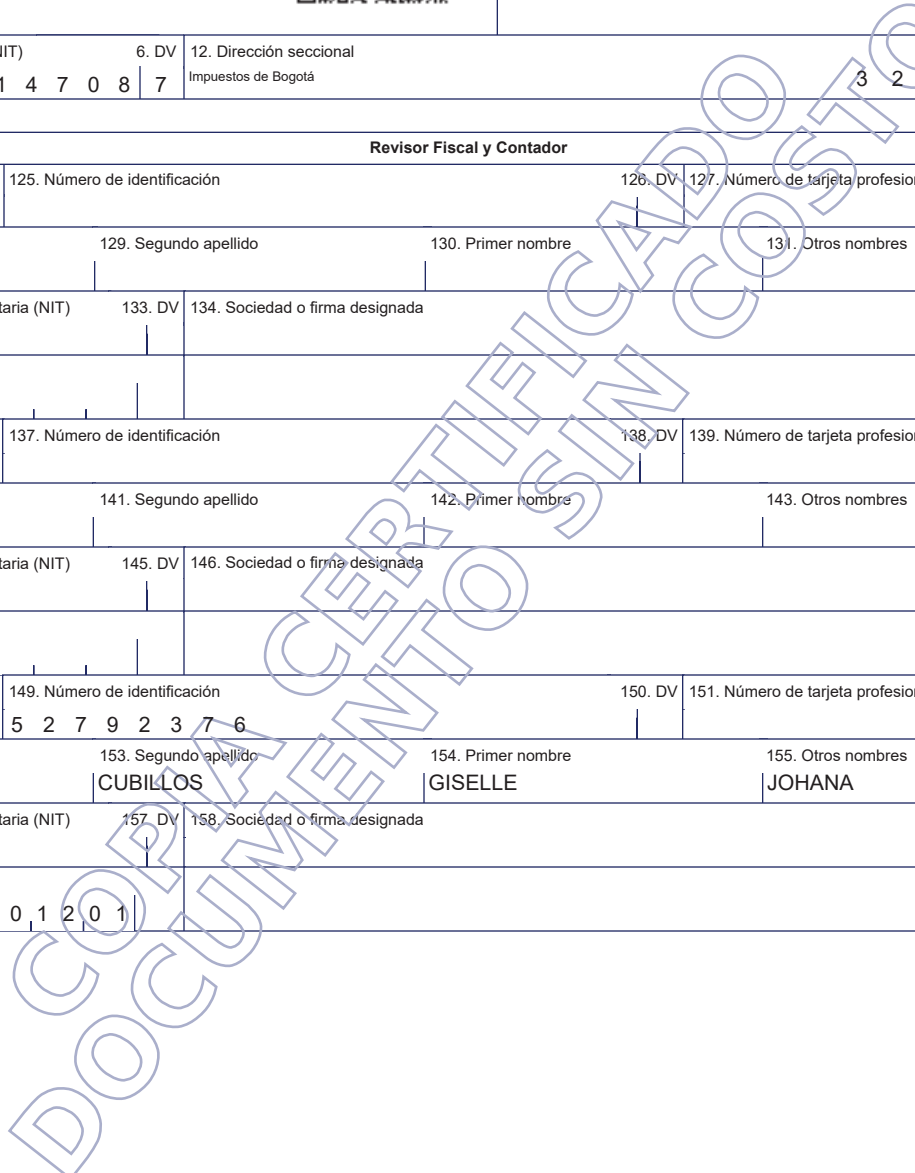 IT) 6. DV 12. Dirección seccional
1 4 7 0 8 7 Impuestos de Bogotá 3 2
Revisor Fiscal y Contador
125. Número de identificación 126. DV 127. Número de tarjeta profesion
129. Segundo apellido 130. Primer nombre 131. Otros nombres
taria (NIT) 133. DV 134. Sociedad o firma designada
137. Número de identificación 138. DV 139. Número de tarjeta profesion
141. Segundo apellido 142. Primer nombre 143. Otros nombres
taria (NIT) 145. DV 146. Sociedad o firma designada
149. Número de identificación 150. DV 151. Número de tarjeta profesion
5 2 7 9 2 3 7 6
153. Segundo apellido 154. Primer nombre 155. Otros nombres
CUBILLOS GISELLE JOHANA
taria (NIT) 157. DV 158. Sociedad o firma designada
0 1 2 0 1
COPIA CERTIFICADO
DOCUMENTO SIN COSTO